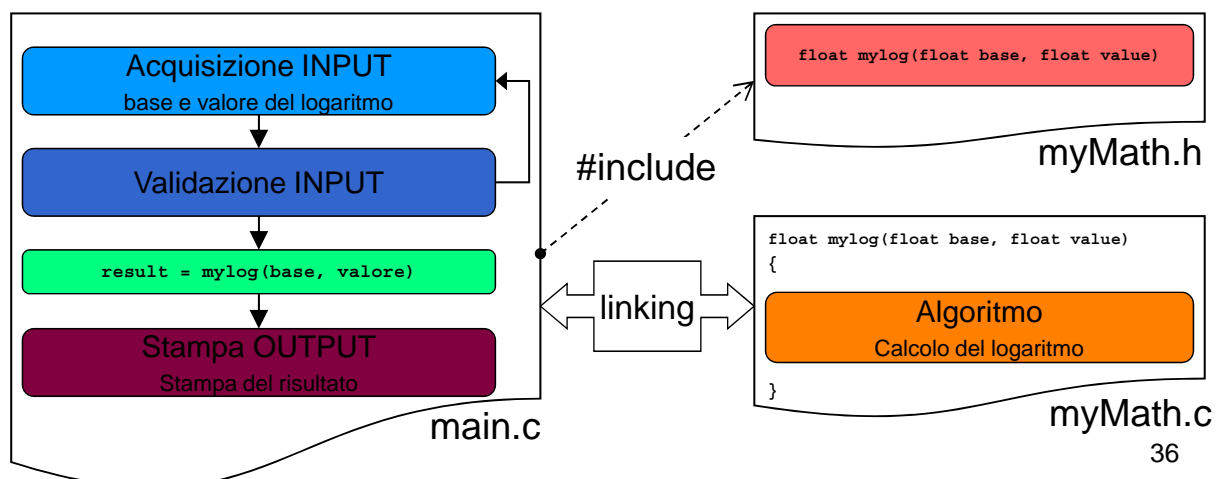 Acquisizione INPUT
base e valore del logaritmo
Validazione INPUT
result = mylog(base, valore)
Stampa OUTPUT
Stampa del risultato
main.c
#include
linking
float mylog(float base, float value)
myMath.h
float mylog(float base, float value)
{
Algoritmo
Calcolo del logaritmo
}
myMath.c
36